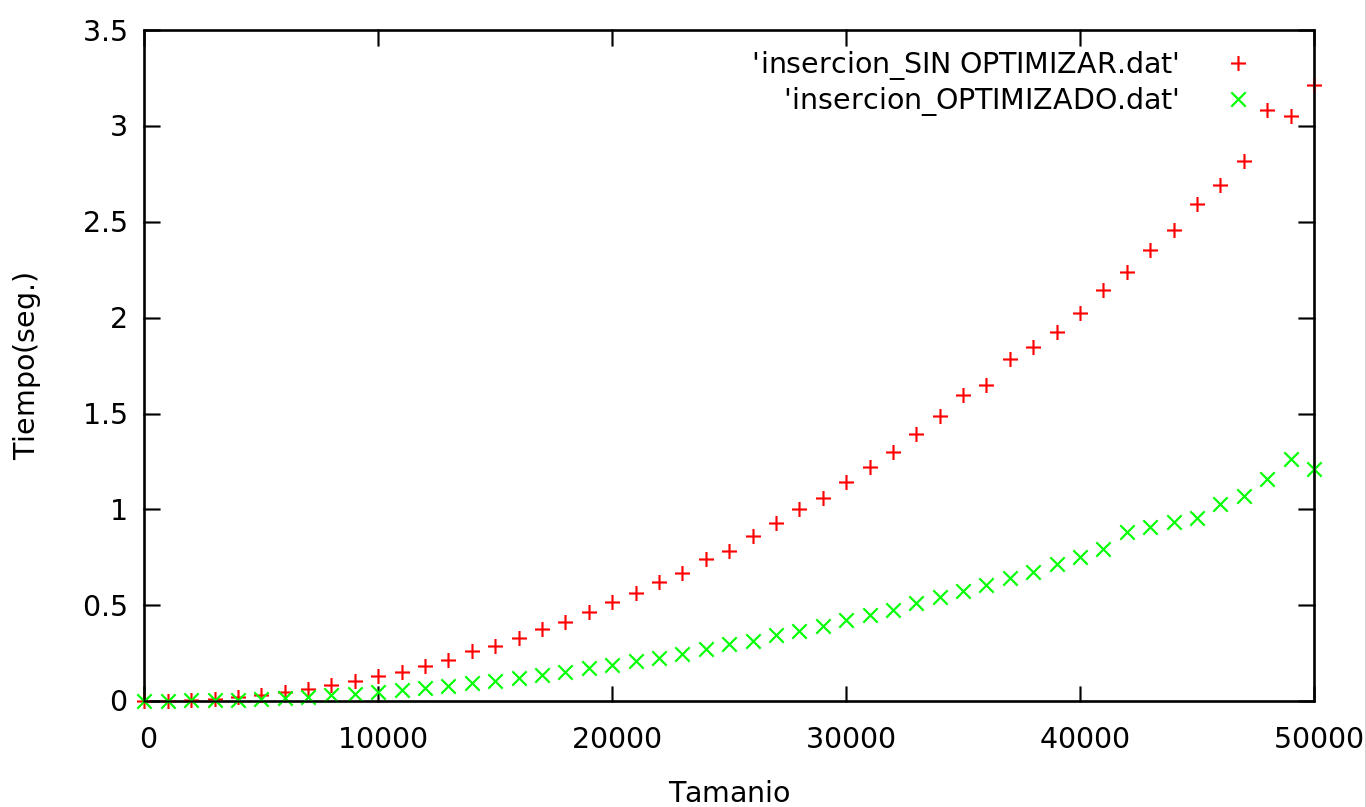 3.5
'insercion_SIN OPTIMIZAR.dat'
'insercion_OPTIMIZADO.dat'
3
2.5
2
1.5
1
0.5
0
Tiempo(seg.)
0 10000 20000 30000 40000 50000
Tamanio